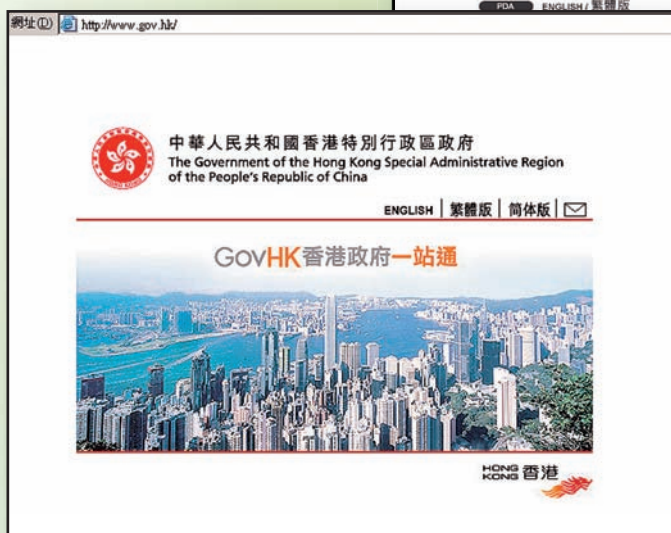 PDA ENGLISH / 繁體版
網址(D) http://www.gov.hk/
中華人民共和國香港特別行政區政府
The Government of the Hong Kong Special Administrative Region
of the People's Republic of China
HONG KONG
ENGLISH | 繁體版 | 简体版 |
GovHK香港政府一站通
HONG
KONG 香港